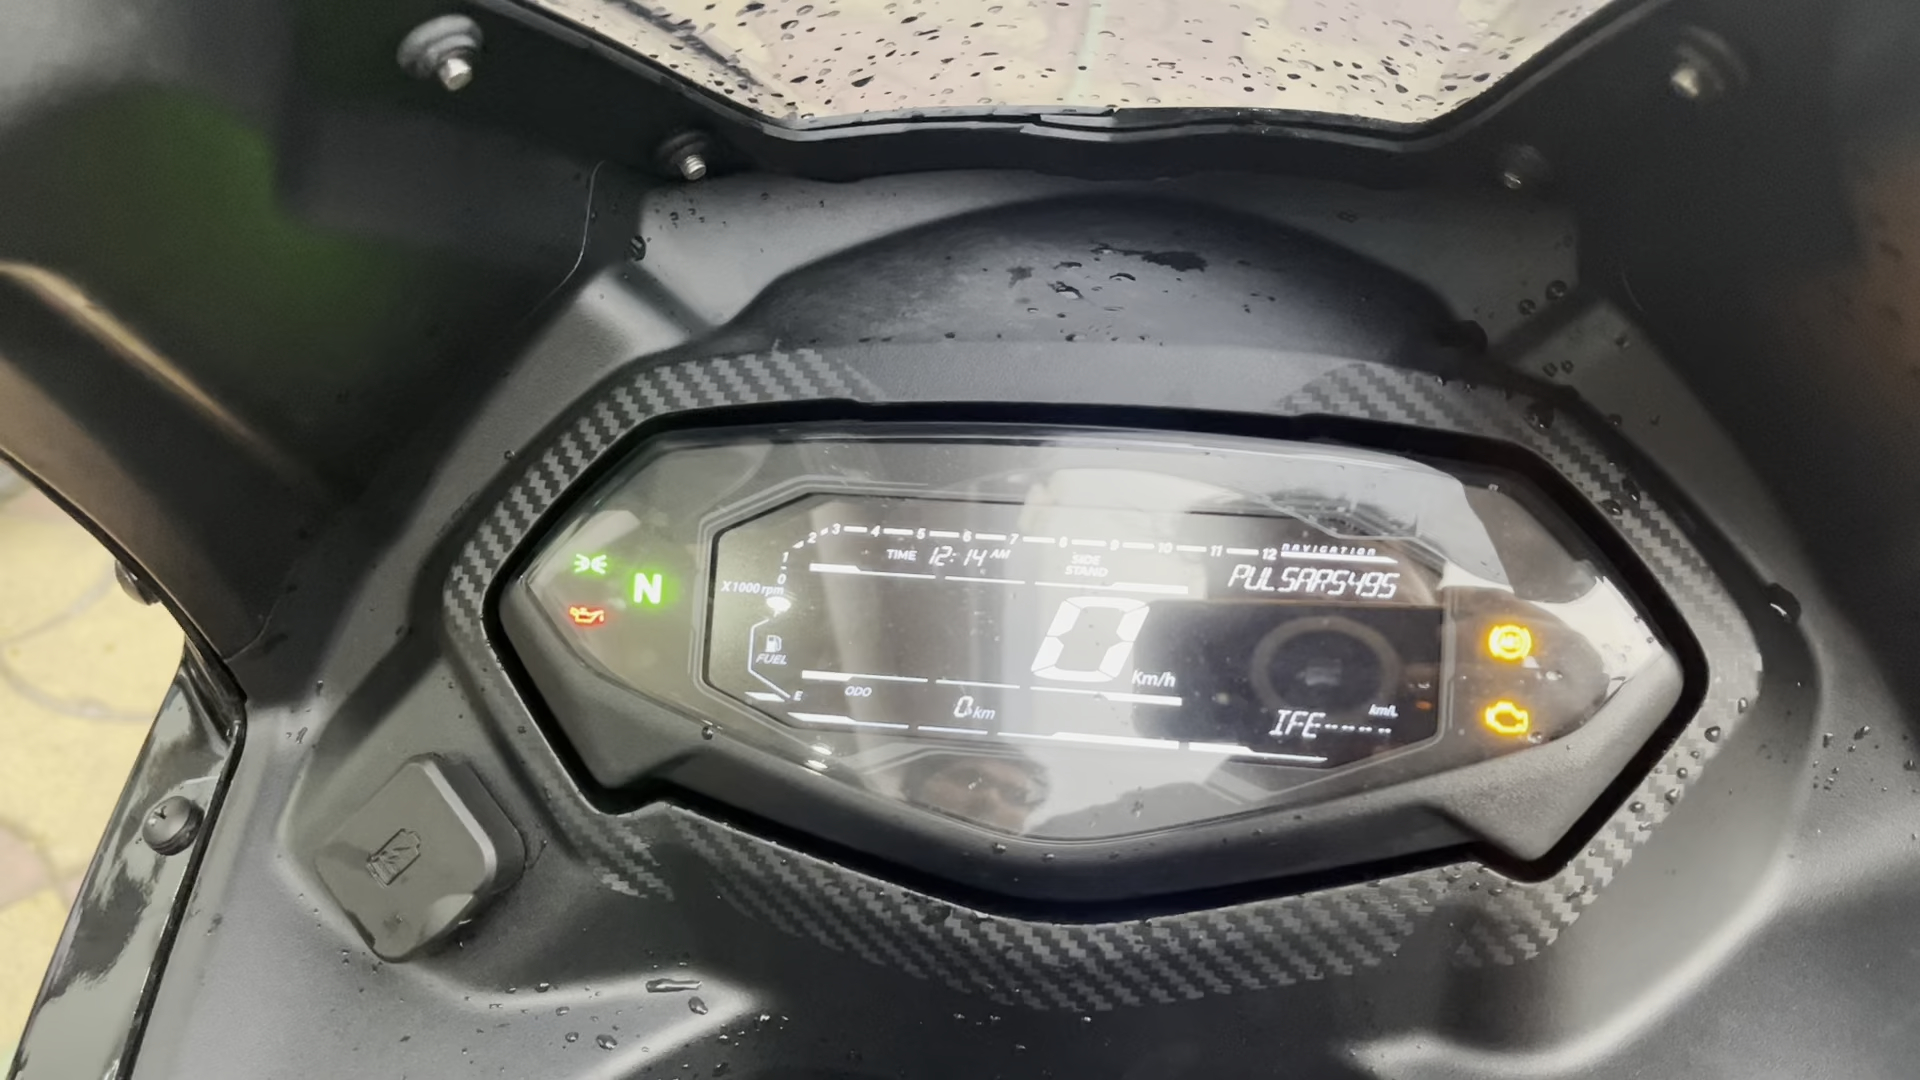 1 2 3 4 5 6 7 8 9 10 11 12
0
X1000 rpm
TIME 12:14 AM
SIDE
STAND
NAVIGATION
PULSARS495
FUEL
E
N
0 Km/h
ODO
0 km
km/L
IFE-----